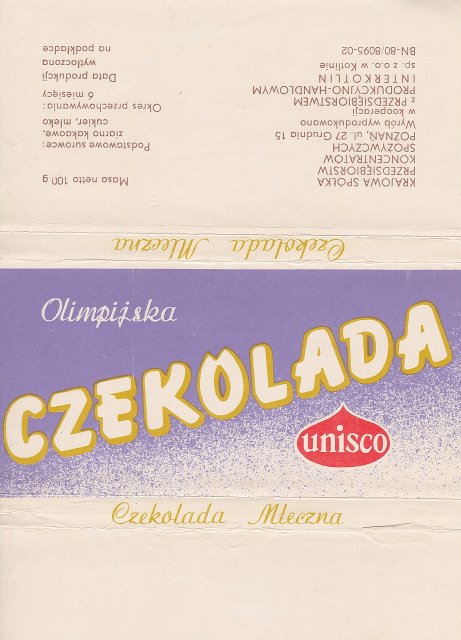 KRAJOWA SPÓŁKA
PRZEDSIĘBIORSTW
KONCENTRATÓW
SPOŻYWCZYCH
POZNAŃ, ul. 27 Grudnia 15
Wyrób wyprodukowano
w kooperacji
z PRZEDSIĘBIORSTWEM
PRODUKCYJNO-HANDLOWYM
INTERKOTLIN
sp. z o.o. w Kotlinie
BN-80/8095-02
Masa netto 100 g
Podstawowe surowce:
ziarno kakaowe,
cukier, mleko
Okres przechowywania:
6 miesięcy
Data produkcji
wytłoczona
na podkładce
Czekolada Mleczna
Olimpijska
CZEKOLADA
unisco
Czekolada Mleczna